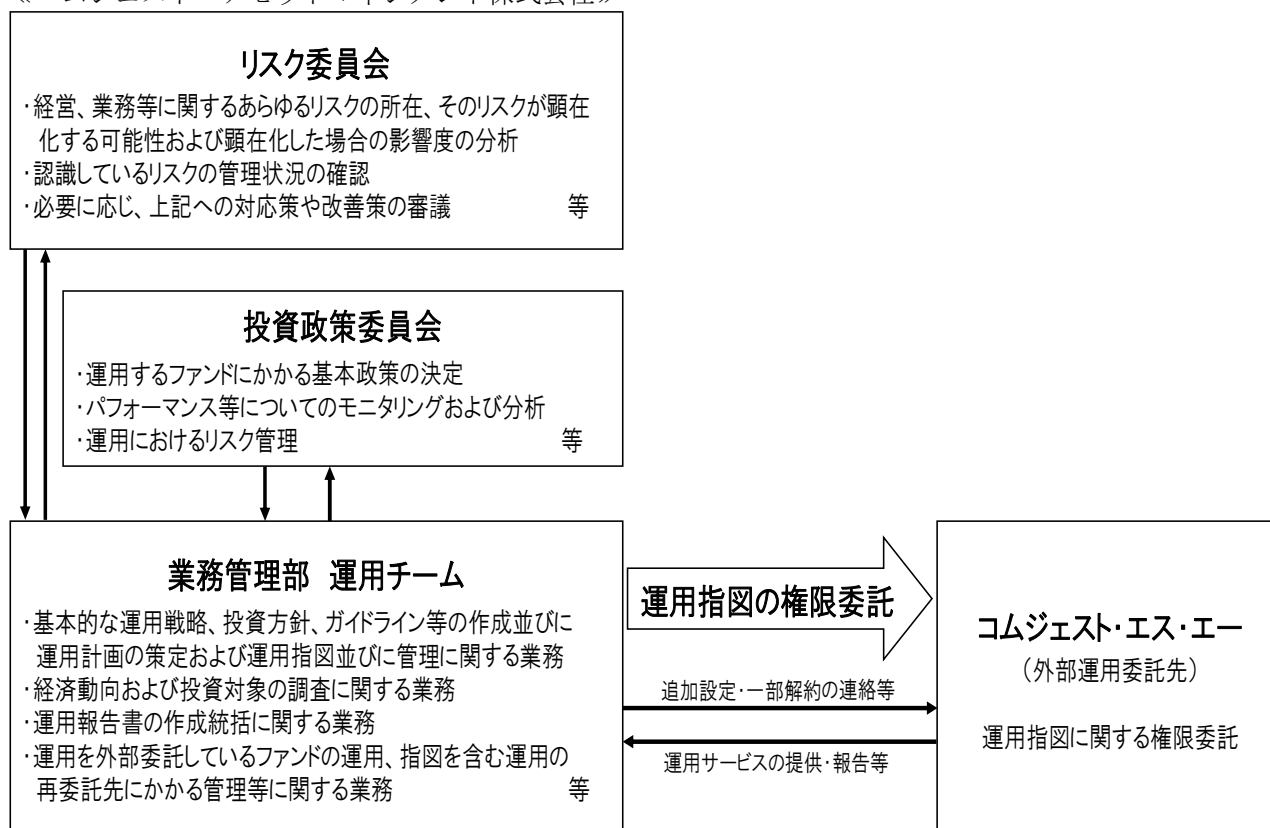 リスク委員会
・経営、業務等に関するあらゆるリスクの所在、そのリスクが顕在
化する可能性および顕在化した場合の影響度の分析
・認識しているリスクの管理状況の確認
・必要に応じ、上記への対応策や改善策の審議 等
投資政策委員会
・運用するファンドにかかる基本政策の決定
・パフォーマンス等についてのモニタリングおよび分析
・運用におけるリスク管理 等
業務管理部 運用チーム
・基本的な運用戦略、投資方針、ガイドライン等の作成並びに
運用計画の策定および運用指図並びに管理に関する業務
・経済動向および投資対象の調査に関する業務
・運用報告書の作成統括に関する業務
・運用を外部委託しているファンドの運用、指図を含む運用の
再委託先にかかる管理等に関する業務 等
運用指図の権限委託
追加設定・一部解約の連絡等
運用サービスの提供・報告等
コムジェスト・エス・エー
（外部運用委託先）
運用指図に関する権限委託